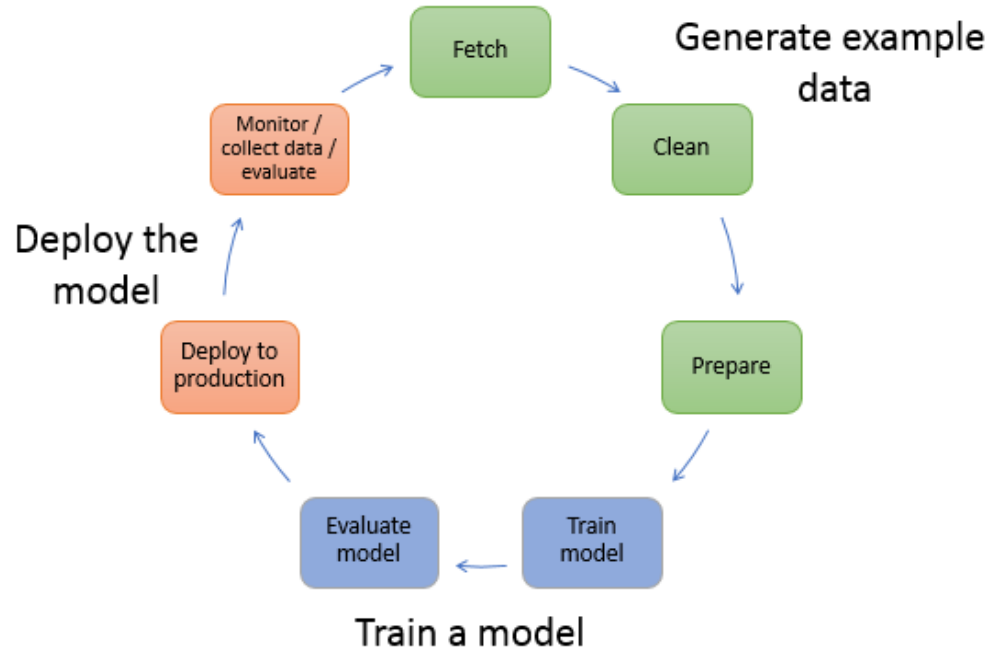 Fetch
Generate example
data
Clean
Prepare
Train
model
Train a model
Evaluate
model
Deploy to
production
Deploy the
model
Monitor /
collect data /
evaluate